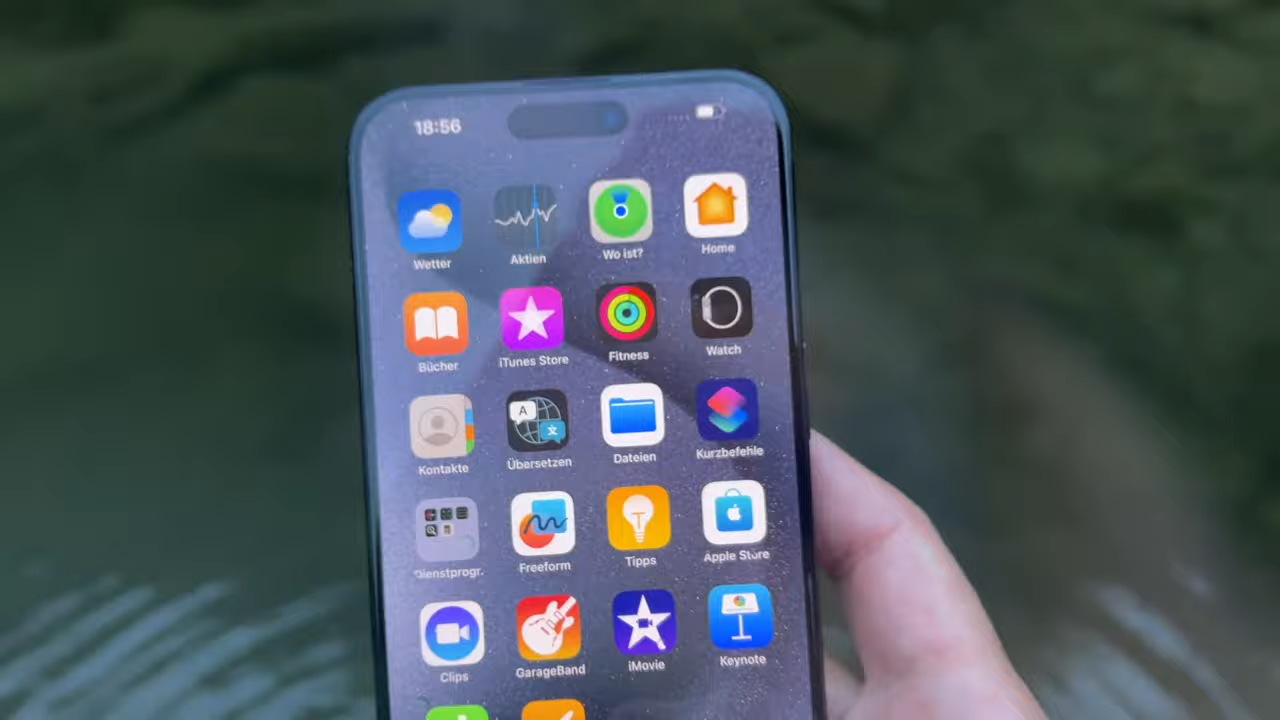 18:56
Wetter Aktien Wo ist? Home
Bücher iTunes Store Fitness Watch
A
文
Kontakte Übersetzen Dateien Kurzbefehle
Dienstprogr. Freeform Tipps Apple Store
Clips GarageBand iMovie Keynote